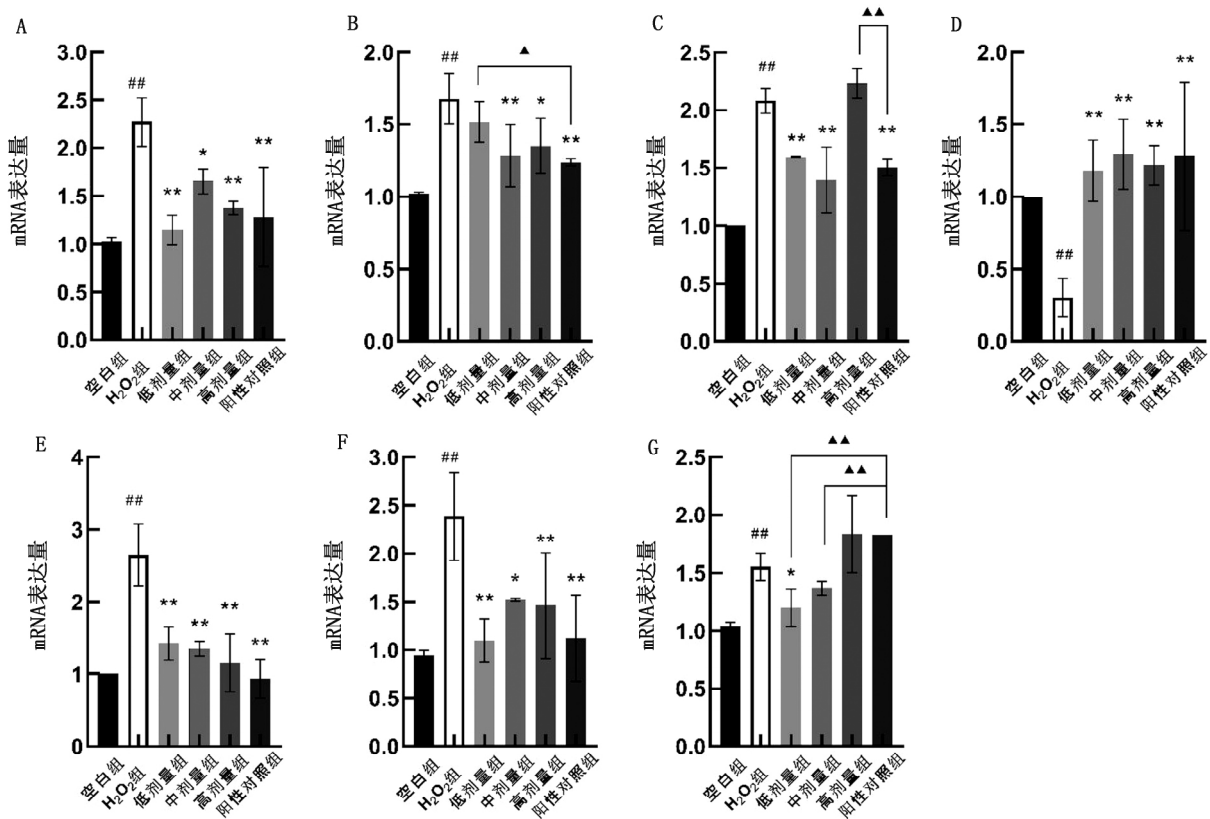 A
mRNA表达量
3.0
2.5
2.0
1.5
1.0
0.5
0.0
##
**
*
**
**
空白组
H₂O₂组
低剂量组
中剂量组
高剂量组
阳性对照组
B
mRNA表达量
2.0
1.5
1.0
0.5
0.0
##
▲
**
*
**
空白组
H₂O₂组
低剂量组
中剂量组
高剂量组
阳性对照组
C
mRNA表达量
2.5
2.0
1.5
1.0
0.5
0.0
##
**
**
▲▲
**
空白组
H₂O₂组
低剂量组
中剂量组
高剂量组
阳性对照组
D
mRNA表达量
2.0
1.5
1.0
0.5
0.0
##
**
**
**
**
空白组
H₂O₂组
低剂量组
中剂量组
高剂量组
阳性对照组
E
mRNA表达量
4
3
2
1
0
##
**
**
**
**
空白组
H₂O₂组
低剂量组
中剂量组
高剂量组
阳性对照组
F
mRNA表达量
3.0
2.5
2.0
1.5
1.0
0.5
0.0
##
**
*
**
**
空白组
H₂O₂组
低剂量组
中剂量组
高剂量组
阳性对照组
G
mRNA表达量
2.5
2.0
1.5
1.0
0.5
0.0
##
*
▲▲
▲▲
空白组
H₂O₂组
低剂量组
中剂量组
高剂量组
阳性对照组